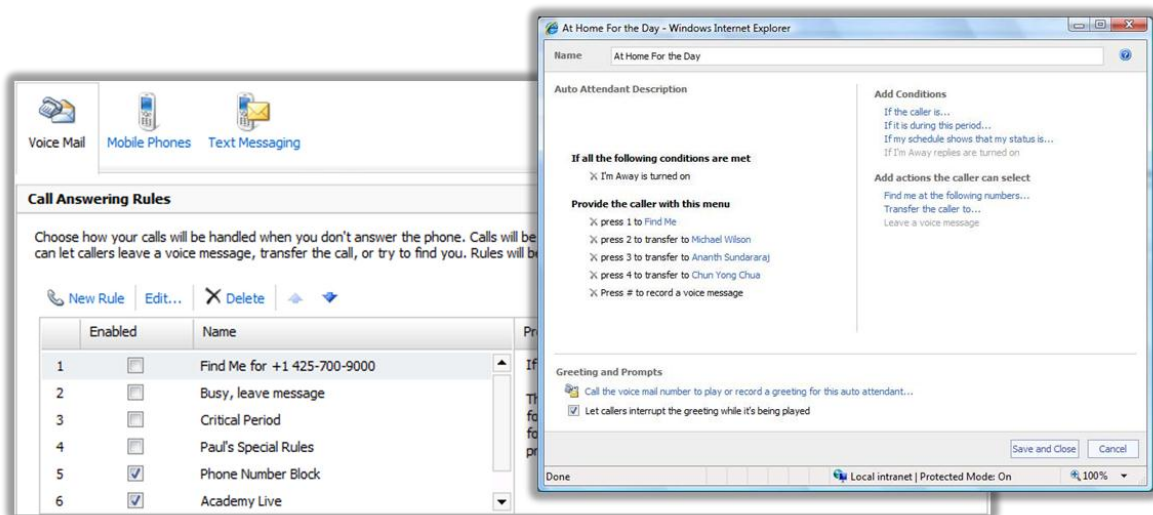 Voice Mail
Mobile Phones
Text Messaging
Call Answering Rules
Choose how your calls will be handled when you don't answer the phone. Calls will be
can let callers leave a voice message, transfer the call, or try to find you. Rules will be
New Rule Edit... Delete
Enabled Name
1 Find Me for +1 425-700-9000 If
2 Busy, leave message
3 Critical Period
4 Paul's Special Rules
5 Phone Number Block
6 Academy Live
At Home For the Day - Windows Internet Explorer
Name At Home For the Day
Auto Attendant Description
If all the following conditions are met
I'm Away is turned on
Provide the caller with this menu
press 1 to Find Me
press 2 to transfer to Michael Wilson
press 3 to transfer to Ananth Sundararaj
press 4 to transfer to Chun Yong Chua
Press # to record a voice message
Add Conditions
If the caller is...
If it is during this period...
If my schedule shows that my status is...
If I'm Away replies are turned on
Add actions the caller can select
Find me at the following numbers...
Transfer the caller to...
Leave a voice message
Greeting and Prompts
Call the voice mail number to play or record a greeting for this auto attendant...
Let callers interrupt the greeting while it's being played
Save and Close Cancel
Done Local intranet | Protected Mode: On 100%